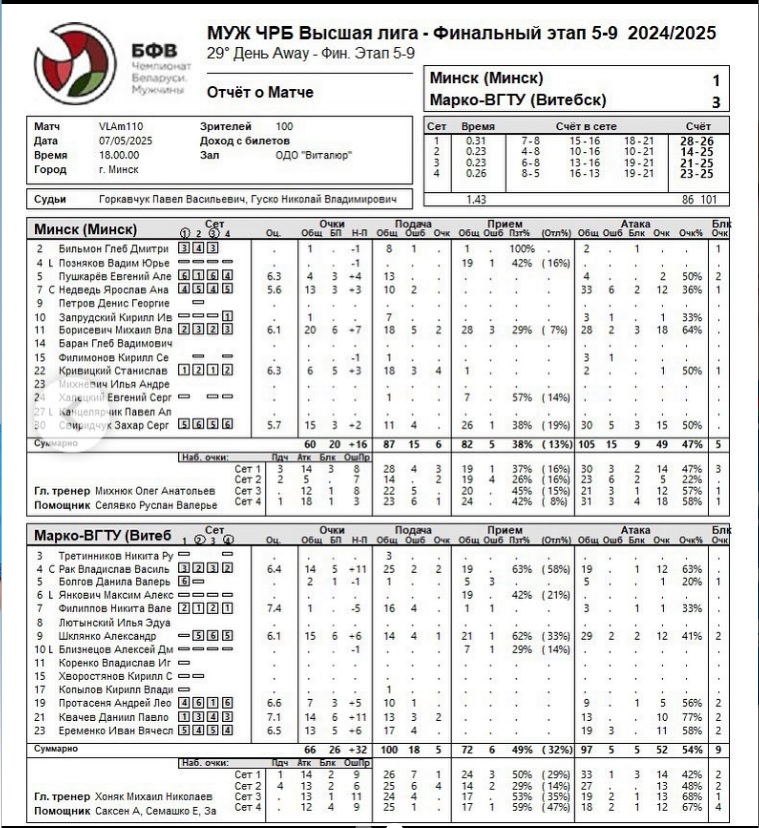 БФВ
Чемпионат
Беларуси.
Мужчины
МУЖ ЧРБ Высшая лига - Финальный этап 5-9 2024/2025
29° День Away - Фин. Этап 5-9
Отчёт о Матче
Минск (Минск) 1
Марко-ВГТУ (Витебск) 3
Матч VLAm110 Зрителей 100
Дата 07/05/2025 Доход с билетов
Время 18.00.00 Зал ОДО "Виталюр"
Город г. Минск
Судьи Горкавчук Павел Васильевич, Гуско Николай Владимирович
Сет Время Счёт в сете Счёт
1 0.31 7-8 15-16 18-21 28-26
2 0.23 4-8 10-16 10-21 14-25
3 0.23 6-8 13-16 19-21 21-25
4 0.26 8-5 16-13 19-21 23-25
1.43 86 101
Минск (Минск) Сет Очки Подача Прием Атака Блк
1 2 3 4 Оц. Общ БП Н-П Общ Ошб Очк Общ Ошб Пзт% (Отл%) Общ Ошб Блк Очк Очк% Очк
2 Бильмон Глеб Дмитри 3 4 3 . 1 . -1 8 1 . 1 . 100% . 2 . 1 . . 1
4 L Позняков Вадим Юрье . . . -1 . . . 19 1 42% (16%) . . . . . .
5 Пушкарёв Евгений Але 6 1 6 4 6.3 4 3 +4 13 . . . . . . 4 . . 2 50% 2
7 C Недведь Ярослав Ана 4 5 4 5 5.6 13 3 +3 10 2 . . . . . 33 6 2 12 36% 1
9 Петров Денис Георгие
10 Запрудский Кирилл Ив 1 . 1 . . 7 . . . . . . 3 1 . 1 33% .
11 Борисевич Михаил Вла 2 3 2 3 6.1 20 6 +7 18 5 2 28 3 29% ( 7%) 28 2 3 18 64% .
14 Баран Глеб Вадимович
15 Филимонов Кирилл Се . . . -1 1 . . . . . . 3 1 . . . .
22 Кривицкий Станислав 1 2 1 2 6.3 6 5 +3 18 3 4 1 . . . 2 . . 1 50% 1
23 Михневич Илья Андре
24 Евгений Серг . . . . 1 . . 7 . 57% (14%) . . . . . .
27 L Канцелярчик Павел Ал
30 Свиридчук Захар Серг 5 6 5 6 5.7 15 3 +2 11 4 . 26 1 38% (19%) 30 5 3 15 50% .
Суммарно 60 20 +16 87 15 6 82 5 38% (13%) 105 15 9 49 47% 5
Наб. очки: Пдч Атк Блк ОшПр
Сет 1 3 14 3 8 28 4 3 19 1 37% (16%) 30 3 2 14 47% 3
Сет 2 2 5 . 7 14 . 2 19 4 26% (16%) 23 6 2 5 22% .
Гл. тренер Михнюк Олег Анатольев Сет 3 . 12 1 8 22 5 . 20 . 45% (15%) 21 3 1 12 57% 1
Помощник Селявко Руслан Валерье Сет 4 1 18 1 3 23 6 1 24 . 42% ( 8%) 31 3 4 18 58% 1
Марко-ВГТУ (Витеб Сет Очки Подача Прием Атака Блк
1 2 3 4 Оц. Общ БП Н-П Общ Ошб Очк Общ Ошб Пзт% (Отл%) Общ Ошб Блк Очк Очк% Очк
3 Третинников Никита Ру . . . . 3 . . . . . . . . . . . .
4 C Рак Владислав Василь 3 2 3 2 6.4 14 5 +11 25 2 2 19 . 63% (58%) 19 . 1 12 63% .
5 Болгов Данила Валерь 6 . 2 1 -1 1 . . 5 3 . . 5 . . 1 20% 1
6 L Янкович Максим Алекс . . . . . . . 19 . 42% (21%) . . . . . .
7 Филиппов Никита Вале 2 1 2 1 7.4 1 . -5 16 4 . 1 1 . . 3 . 1 1 33% .
8 Лютынский Илья Эдуа
9 Шклянко Александр 5 6 5 6.1 15 6 +6 14 4 1 21 1 62% (33%) 29 2 2 12 41% 2
10 L Близнецов Алексей Дм . . . -1 . . . 7 1 29% (14%) . . . . . .
11 Коренко Владислав Иг
15 Хворостянов Кирилл С
17 Копылов Кирилл Влади . . . . 1 . . . . . . . . . . . .
19 Протасеня Андрей Лео 4 6 1 6 6.6 7 3 +5 10 1 . . . . . 9 . 1 5 56% 2
21 Квачев Даниил Павло 1 3 4 3 7.1 14 6 +11 13 3 2 . . . . 13 . . 10 77% 2
23 Еременко Иван Вячесл 5 4 5 4 6.5 13 5 +6 17 4 . . . . . 19 3 . 11 58% 2
Суммарно 66 26 +32 100 18 5 72 6 49% (32%) 97 5 5 52 54% 9
Наб. очки: Пдч Атк Блк ОшПр
Сет 1 1 14 2 9 26 7 1 24 3 50% (29%) 33 1 3 14 42% 2
Сет 2 4 13 2 6 25 6 4 14 2 29% (14%) 27 . . 13 48% 2
Гл. тренер Хоняк Михаил Николаев Сет 3 . 13 1 11 24 4 . 17 . 53% (35%) 19 2 1 13 68% 1
Помощник Саксен А, Семашко Е, За Сет 4 . 12 4 9 25 1 . 17 1 59% (47%) 18 2 1 12 67% 4